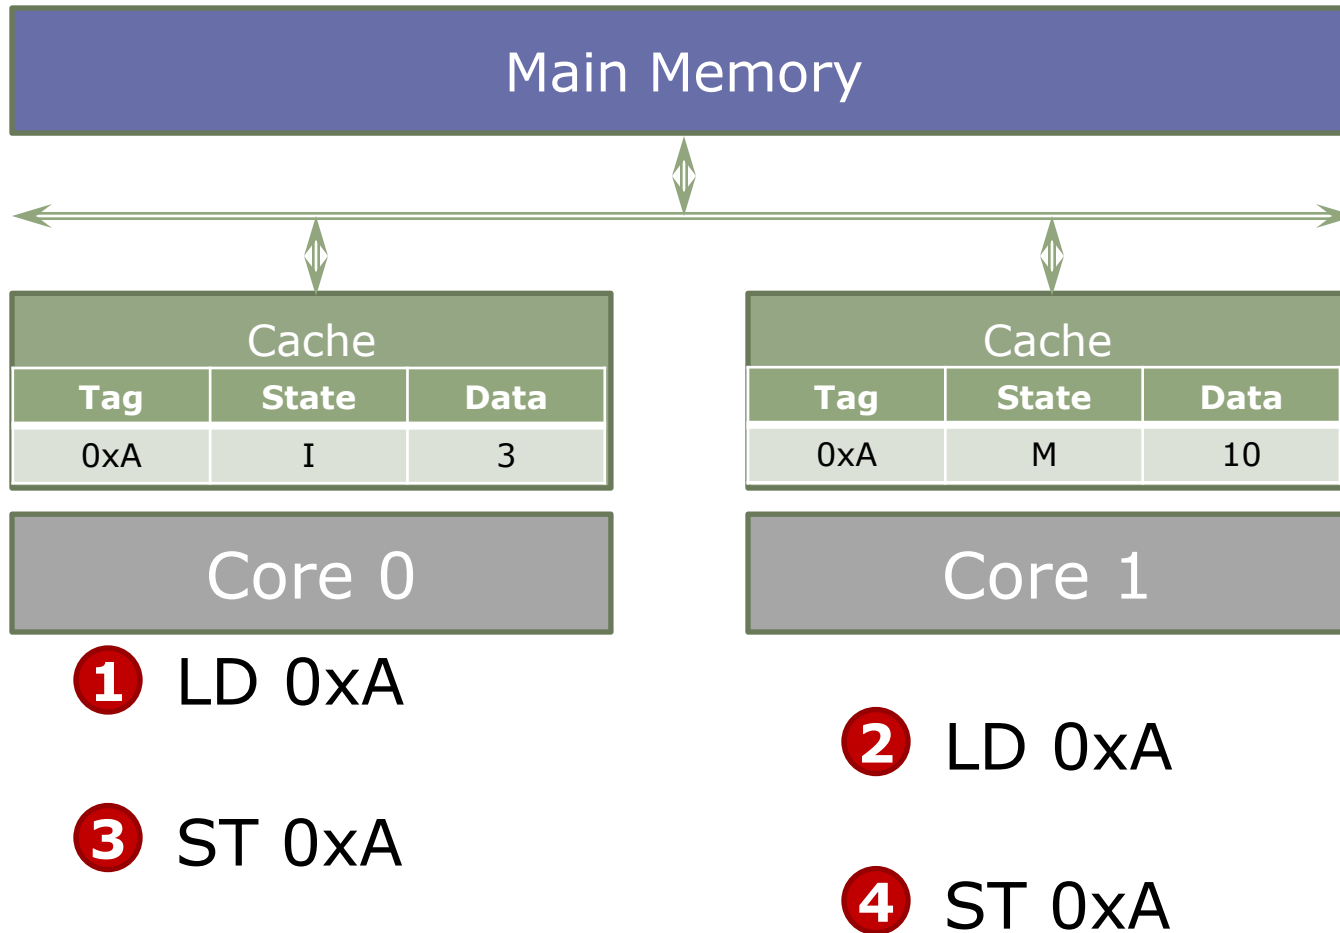 Main Memory
Cache
Tag State Data
0xA I 3
Core 0
Cache
Tag State Data
0xA M 10
Core 1
1 LD 0xA
2 LD 0xA
3 ST 0xA
4 ST 0xA